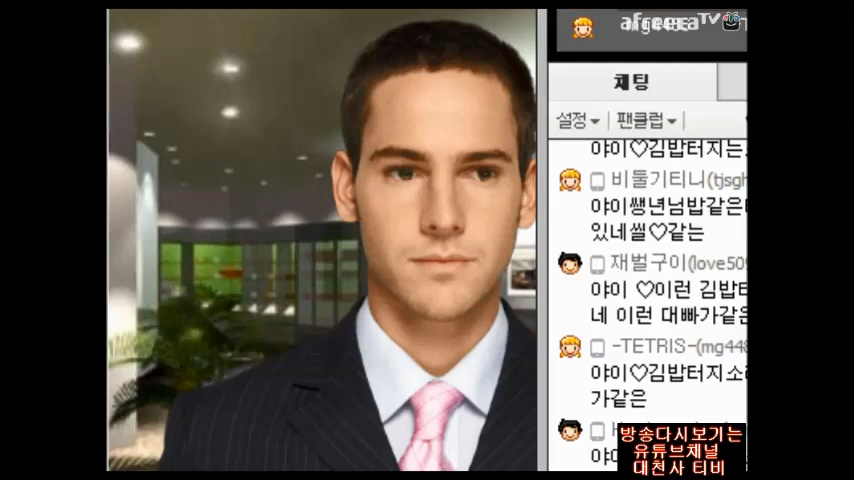 afreecaTV
채팅
설정
팬클럽
야이♡김밥터지는
비둘기티니(tjsgh
야이쌩년넘밥같은
있네씰♡같는
재벌구이(love509
야이 ♡이런 김밥
네 이런 대빠가같은
-TETRIS-(mg448
야이♡김밥터지소
가같은
방송다시보기는
유튜브채널
대천사 티비